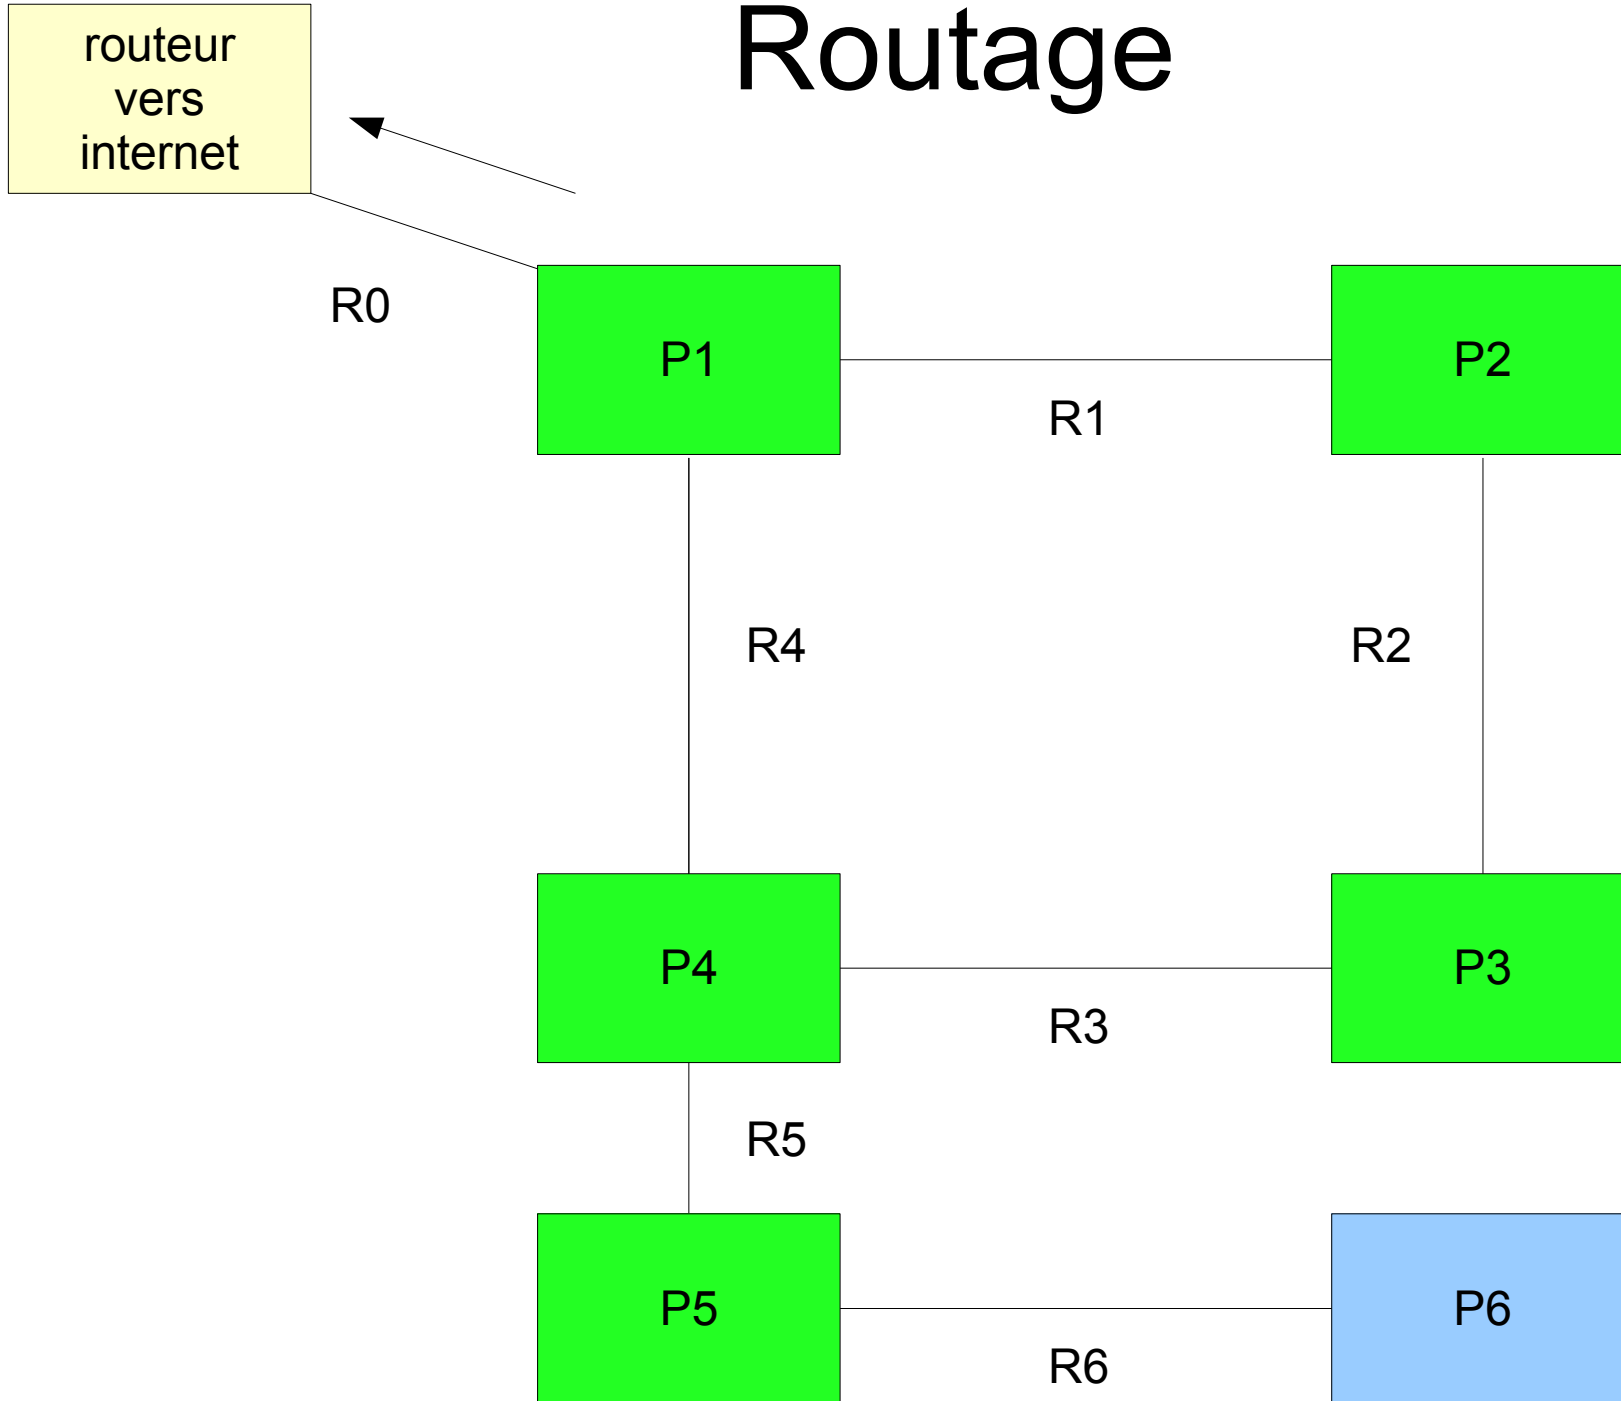 Routage
routeur
vers
internet
R0
P1
P2
R1
R4
R2
P4
P3
R3
R5
P5
P6
R6